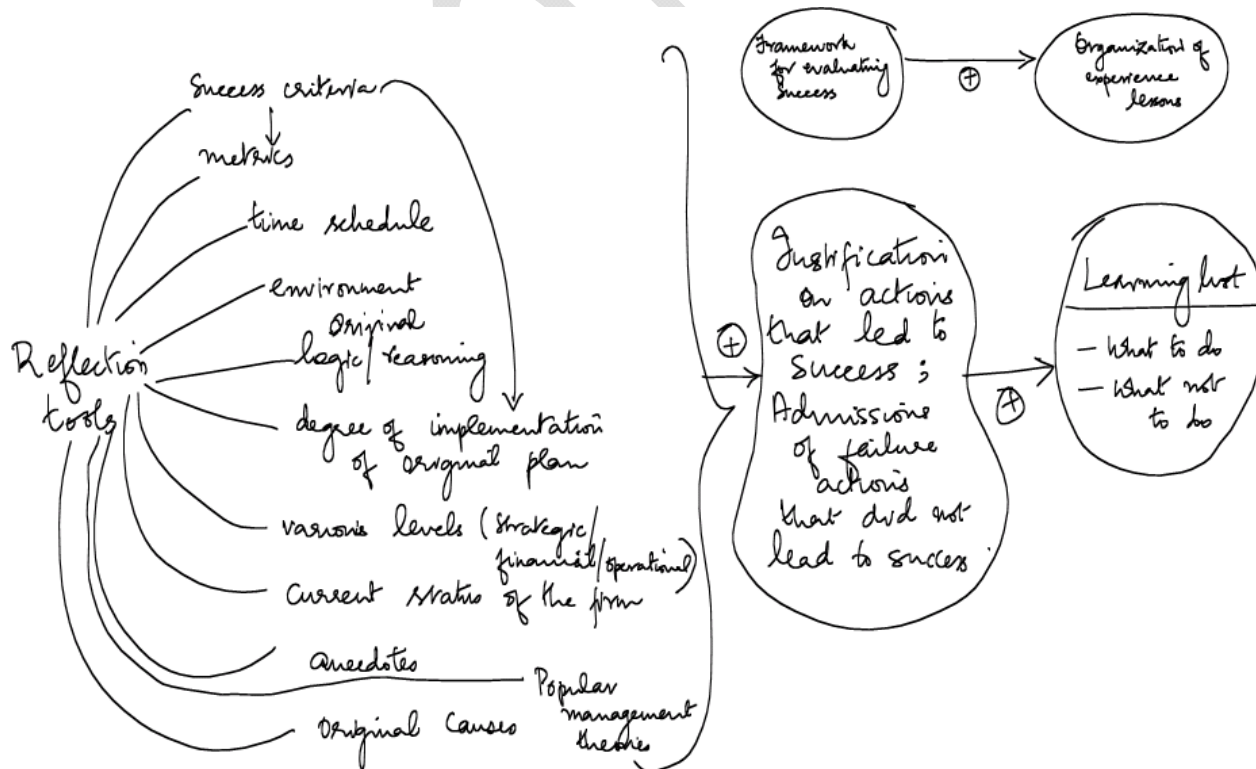 Success criteria
metrics
time schedule
environment
Original
logic/reasoning
Reflection
tools
degree of implementation
of original plan
various levels (strategic/
financial/operational)
current status of the firm
anecdotes
Popular
management
theories
Original causes
Framework
for evaluating
success
+
Organization of
experience
lessons
+
Justification
on actions
that led to
success;
Admissions
of failure
actions
that did not
lead to success
+
Learning list
- What to do
- What not
to do